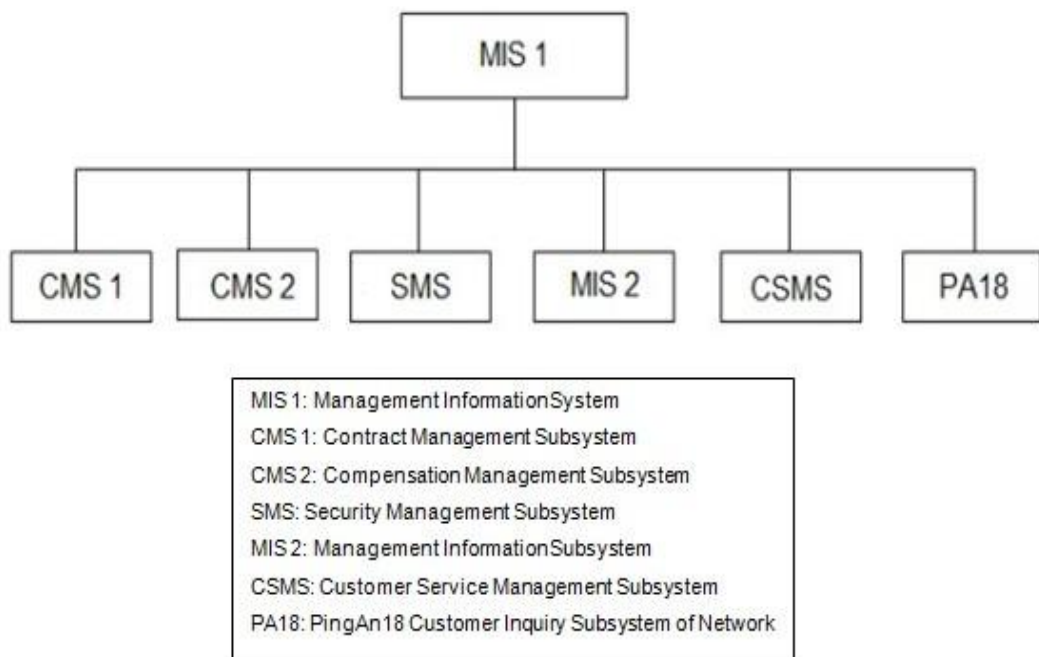 MIS 1
CMS 1 CMS 2 SMS MIS 2 CSMS PA18
MIS 1: Management InformationSystem
CMS 1: Contract Management Subsystem
CMS 2: Compensation Management Subsystem
SMS: Security Management Subsystem
MIS 2: Management InformationSubsystem
CSMS: Customer Service Management Subsystem
PA18: PingAn18 Customer Inquiry Subsystem of Network